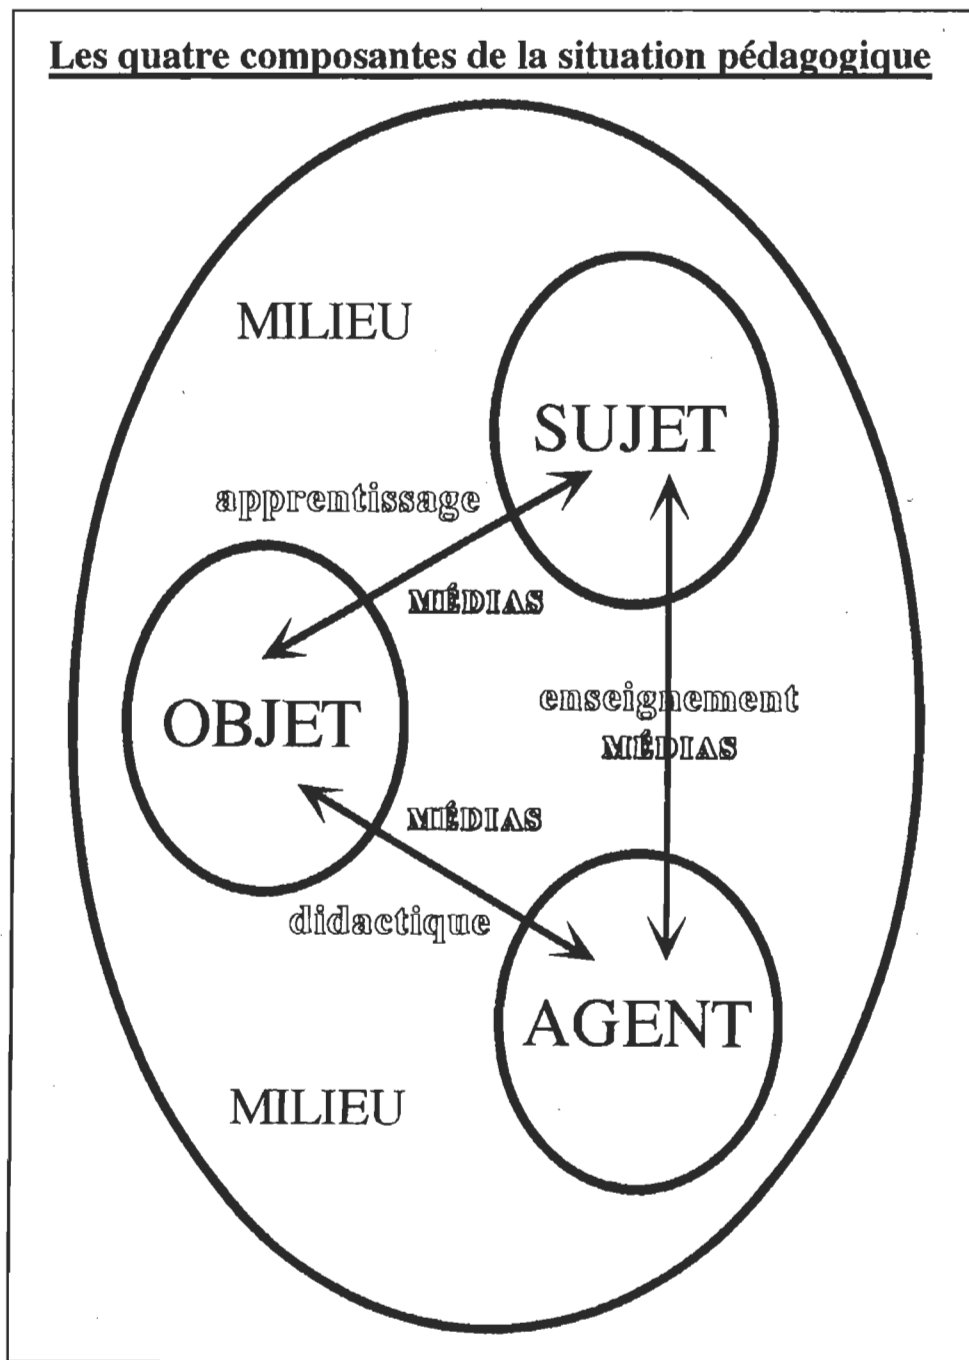 Les quatre composantes de la situation pédagogique
MILIEU
SUJET
apprentissage
MÉDIAS
enseignement
MÉDIAS
OBJET
MÉDIAS
didactique
AGENT
MILIEU